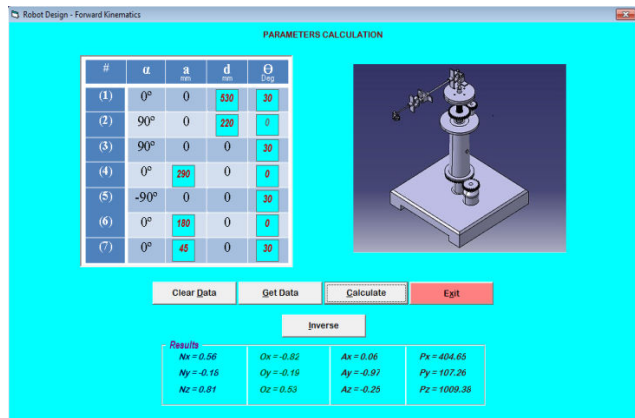 Robot Design - Forward Kinematics
PARAMETERS CALCULATION
# α a mm d mm Θ Deg
(1) 0° 0 530 30
(2) 90° 0 220 0
(3) 90° 0 0 30
(4) 0° 290 0 0
(5) -90° 0 0 30
(6) 0° 180 0 0
(7) 0° 45 0 30
Clear Data Get Data Calculate Exit
Inverse
Results
Nx = 0.56 Ox = -0.82 Ax = 0.06 Px = 404.65
Ny = -0.18 Oy = -0.19 Ay = -0.97 Py = 107.26
Nz = 0.81 Oz = 0.53 Az = -0.25 Pz = 1009.38